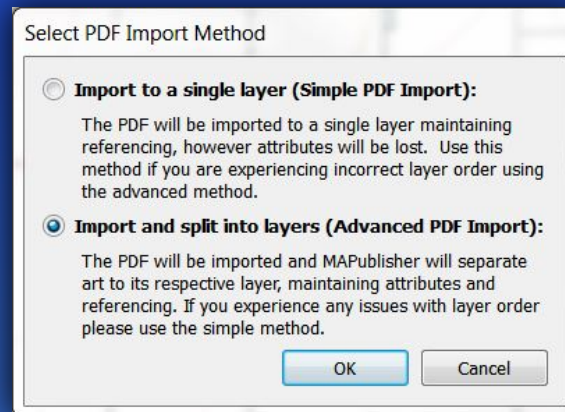 Select PDF Import Method
Import to a single layer (Simple PDF Import):
The PDF will be imported to a single layer maintaining
referencing, however attributes will be lost. Use this
method if you are experiencing incorrect layer order using
the advanced method.
Import and split into layers (Advanced PDF Import):
The PDF will be imported and MAPublisher will separate
art to its respective layer, maintaining attributes and
referencing. If you experience any issues with layer order
please use the simple method.
OK
Cancel